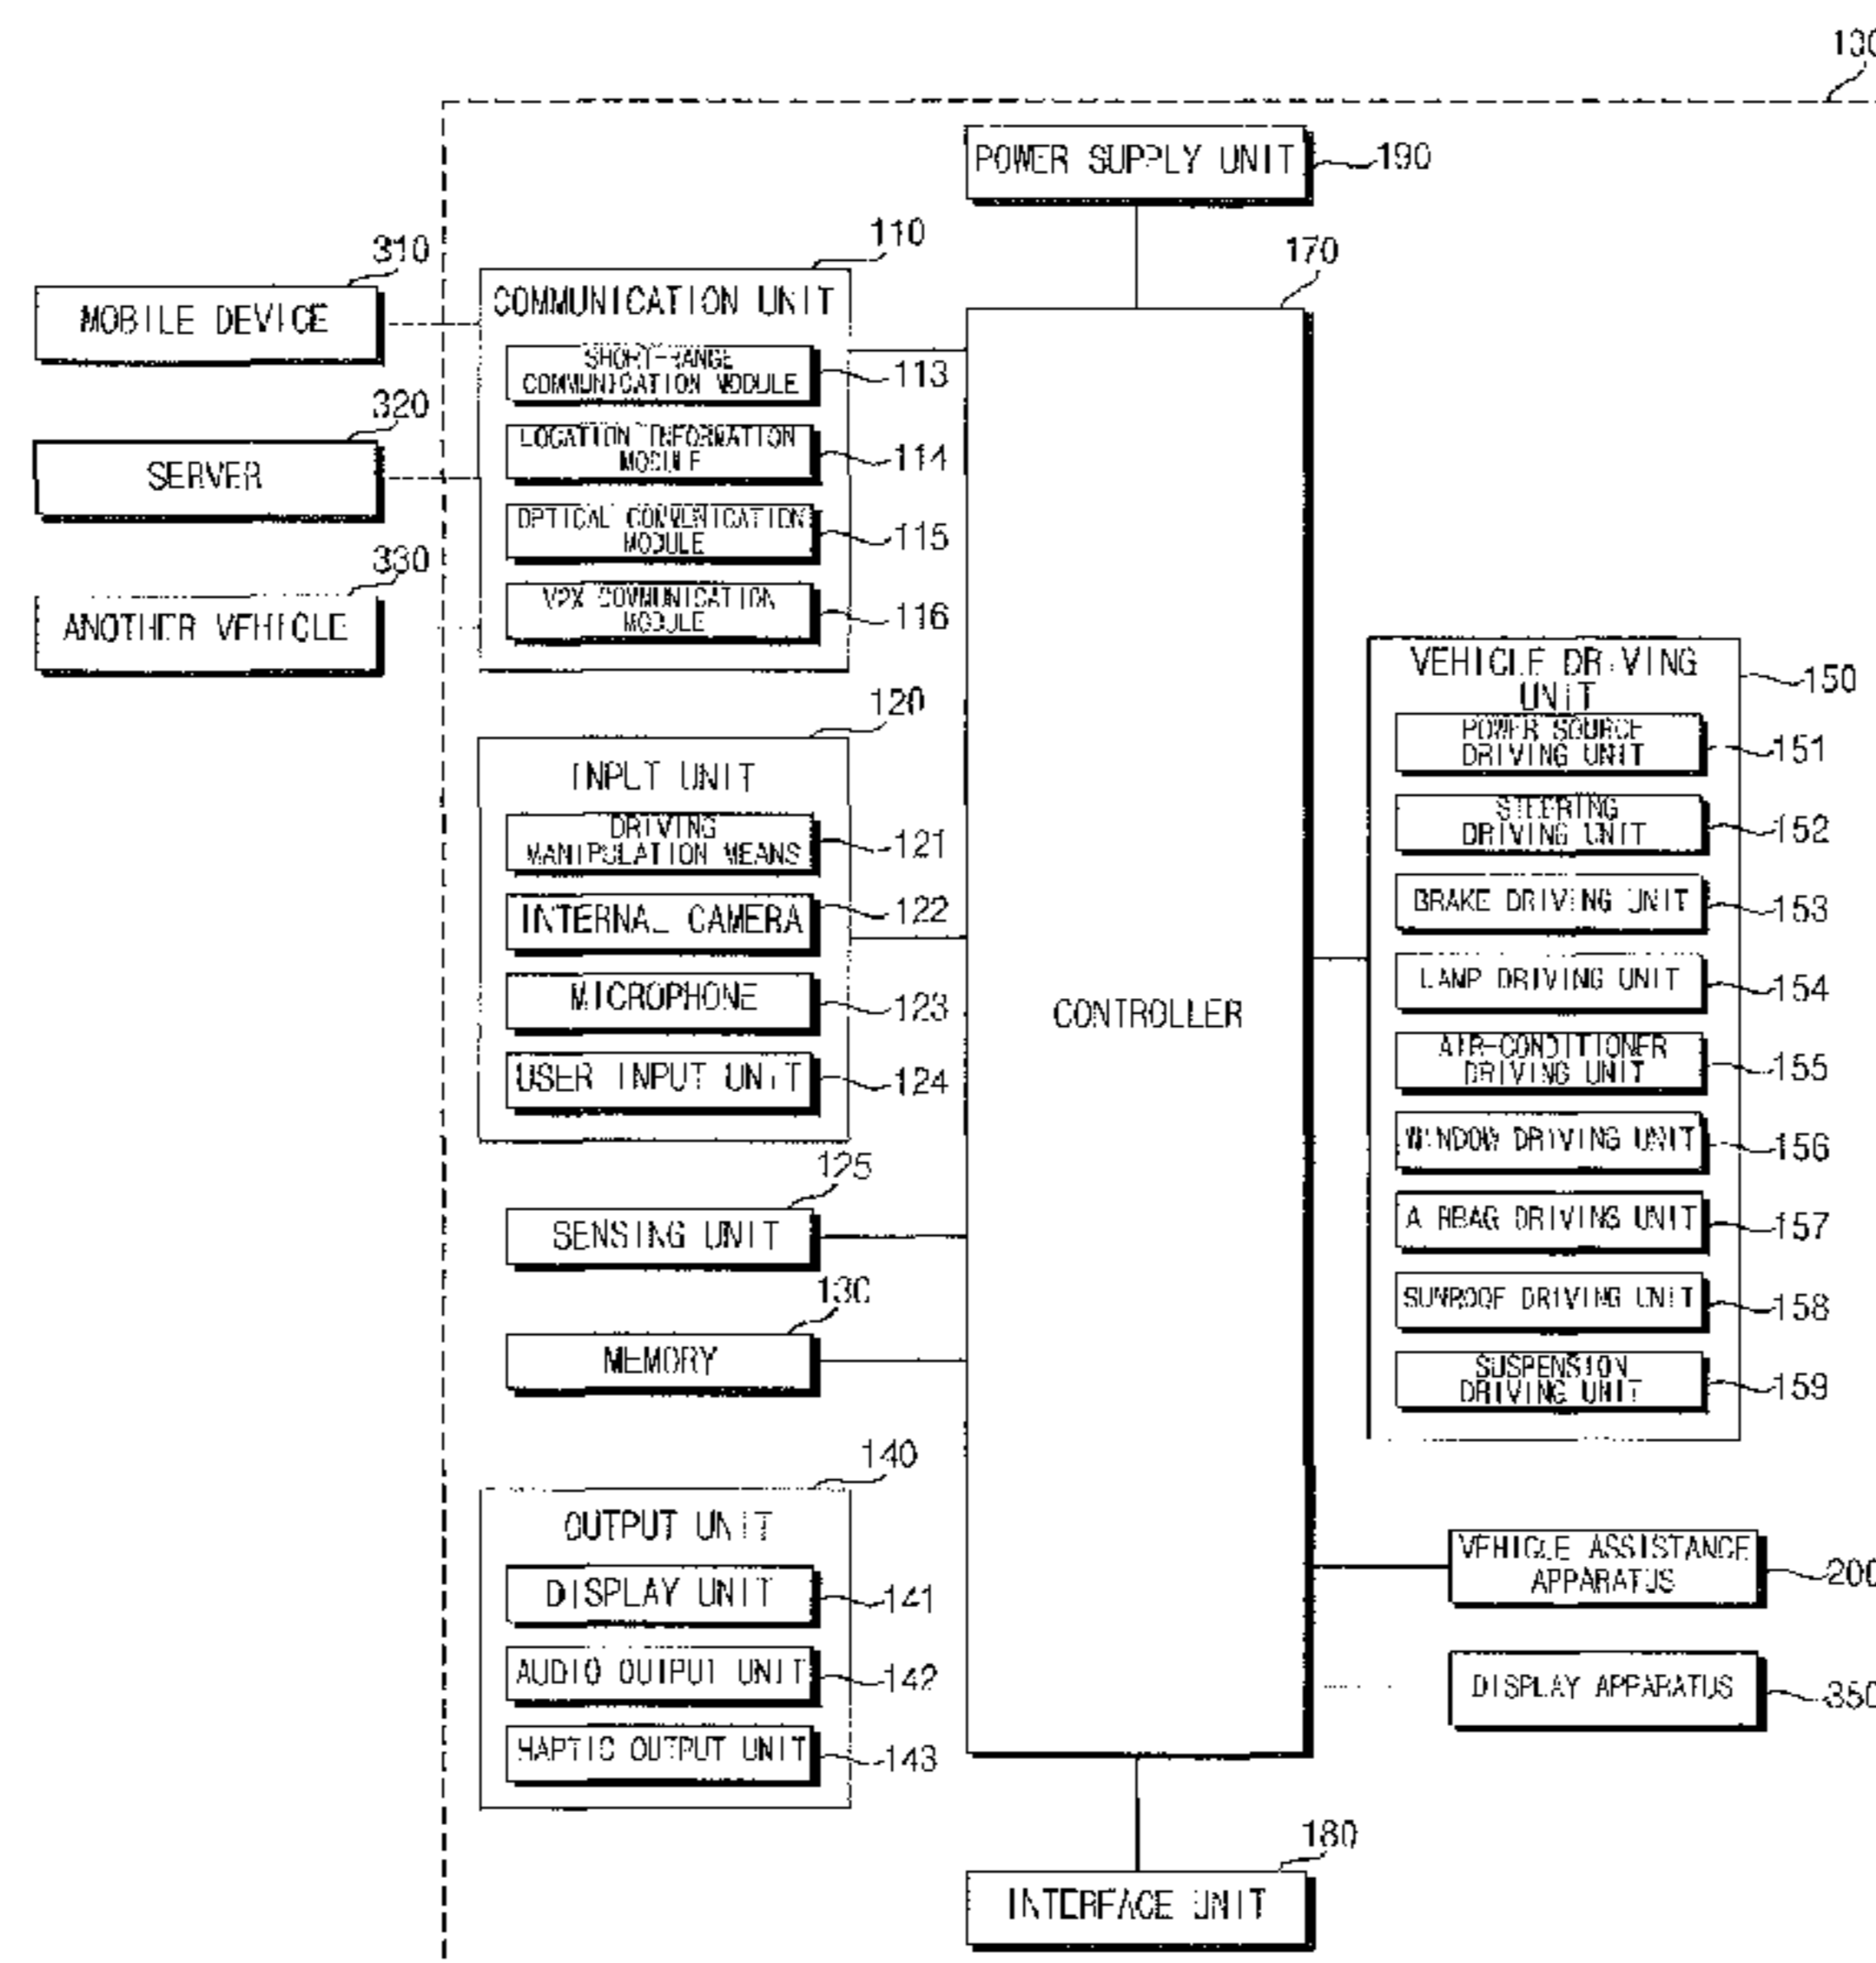 100
POWER SUPPLY UNIT
190
310
MOBILE DEVICE
320
SERVER
330
ANOTHER VEHICLE
110
COMMUNICATION UNIT
SHORT-RANGE
COMMUNICATION MODULE
113
LOCATION INFORMATION
MODULE
114
OPTICAL COMMUNICATION
MODULE
115
V2X COMMUNICATION
MODULE
116
120
INPUT UNIT
DRIVING
MANIPULATION MEANS
121
INTERNAL CAMERA
122
MICROPHONE
123
USER INPUT UNIT
124
125
SENSING UNIT
130
MEMORY
140
OUTPUT UNIT
DISPLAY UNIT
141
AUDIO OUTPUT UNIT
142
HAPTIC OUTPUT UNIT
143
170
CONTROLLER
VEHICLE DRIVING
UNIT
150
POWER SOURCE
DRIVING UNIT
151
STEERING
DRIVING UNIT
152
BRAKE DRIVING UNIT
153
LAMP DRIVING UNIT
154
AIR-CONDITIONER
DRIVING UNIT
155
WINDOW DRIVING UNIT
156
AIRBAG DRIVING UNIT
157
SUNROOF DRIVING UNIT
158
SUSPENSION
DRIVING UNIT
159
VEHICLE ASSISTANCE
APPARATUS
200
DISPLAY APPARATUS
350
180
INTERFACE UNIT